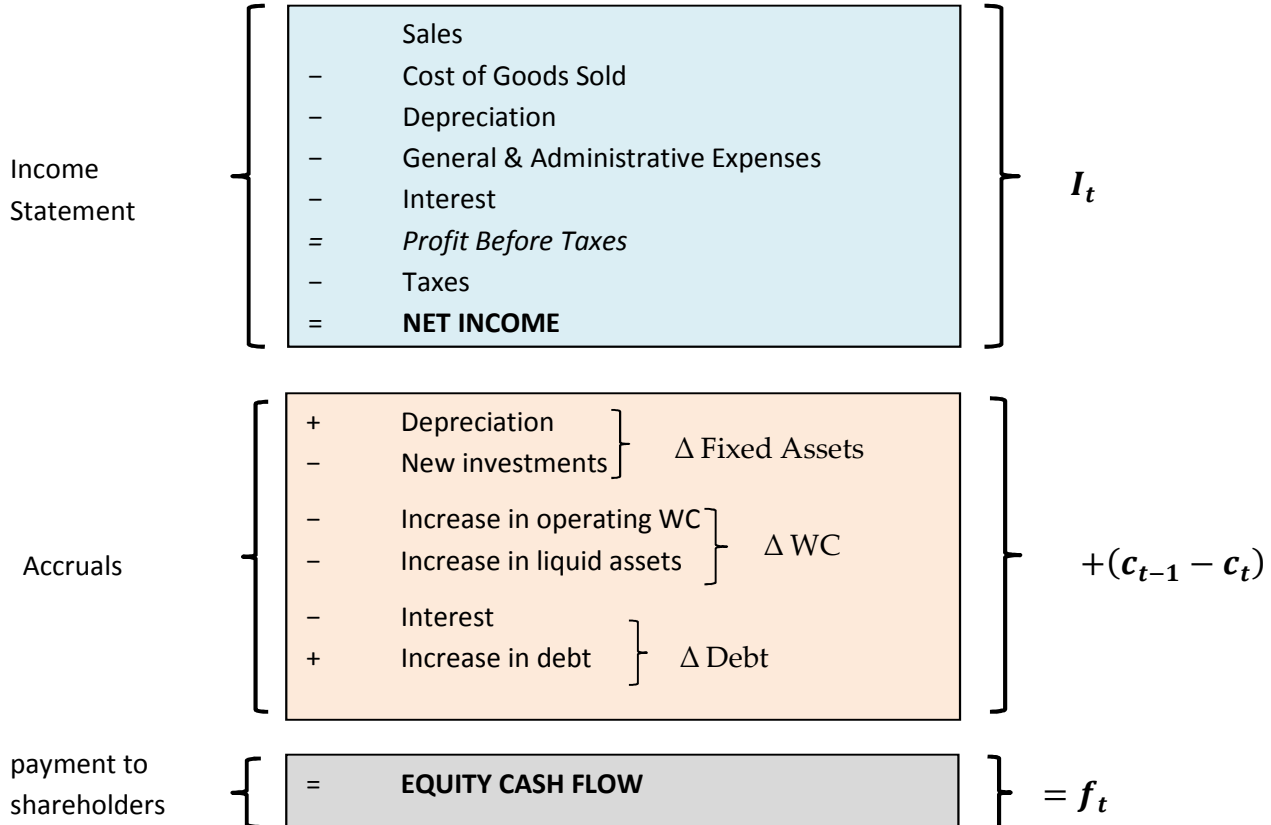 Sales
− Cost of Goods Sold
− Depreciation
− General & Administrative Expenses
Income
Statement
− Interest
= Profit Before Taxes
− Taxes
= NET INCOME
I_t
+ Depreciation
− New investments
Δ Fixed Assets
− Increase in operating WC
− Increase in liquid assets
Δ WC
Accruals
− Interest
+ Increase in debt
Δ Debt
+(c_{t−1} − c_t)
payment to
shareholders
= EQUITY CASH FLOW
= f_t